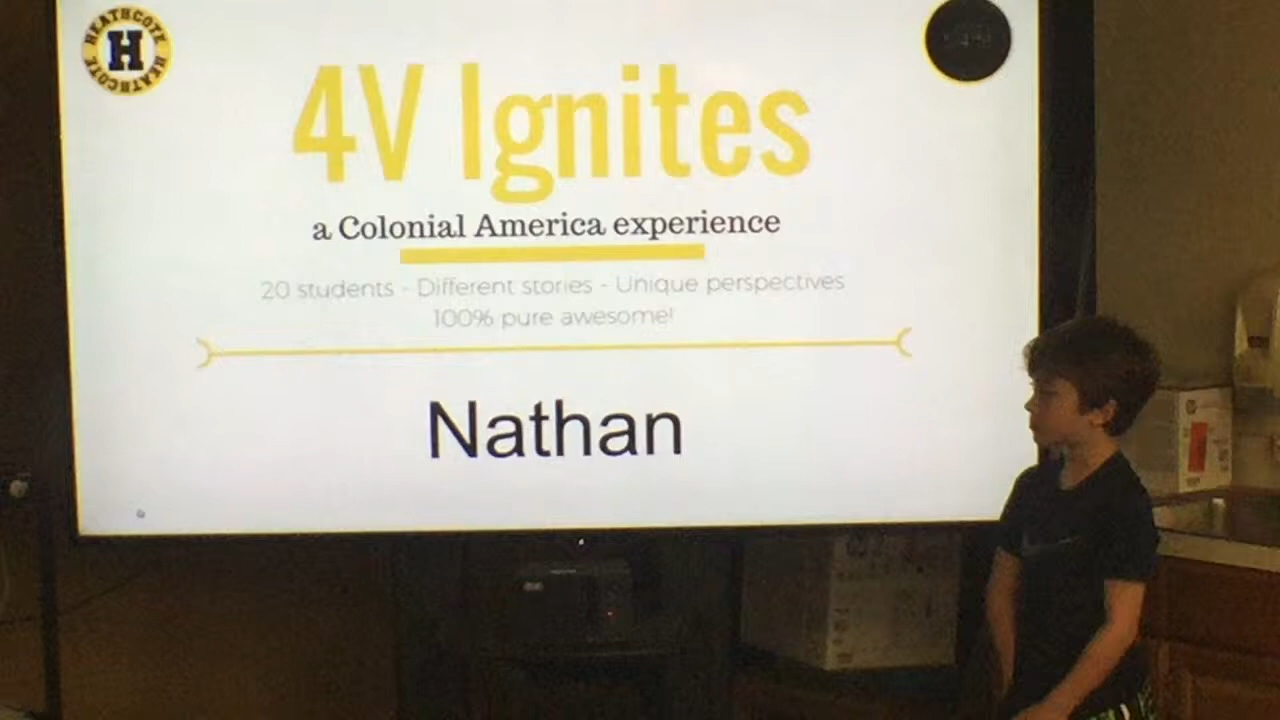 HEATHCOTE
H
HEATHCOTE
4V Ignites
a Colonial America experience
20 students - Different stories - Unique perspectives
100% pure awesome!
Nathan